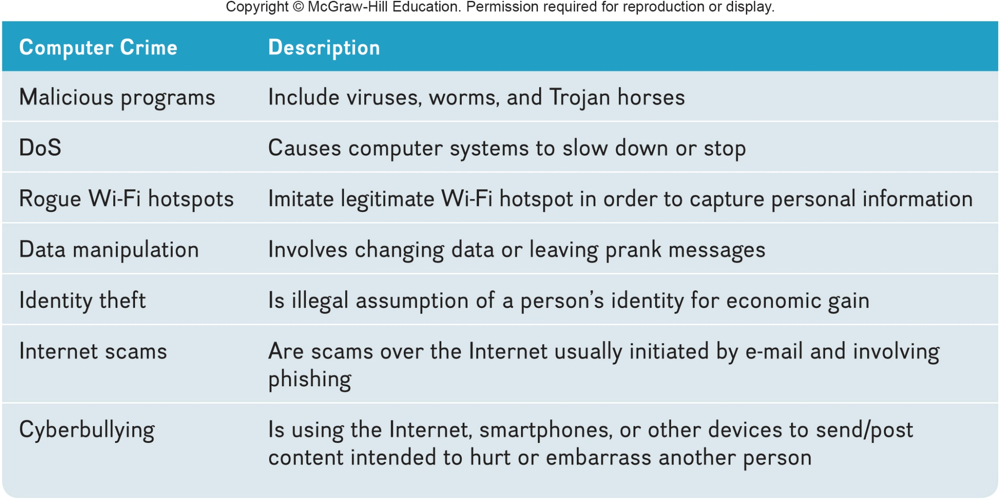 Copyright © McGraw-Hill Education. Permission required for reproduction or display.
Computer Crime Description
Malicious programs Include viruses, worms, and Trojan horses
DoS Causes computer systems to slow down or stop
Rogue Wi-Fi hotspots Imitate legitimate Wi-Fi hotspot in order to capture personal information
Data manipulation Involves changing data or leaving prank messages
Identity theft Is illegal assumption of a person’s identity for economic gain
Internet scams Are scams over the Internet usually initiated by e-mail and involving
phishing
Cyberbullying Is using the Internet, smartphones, or other devices to send/post
content intended to hurt or embarrass another person